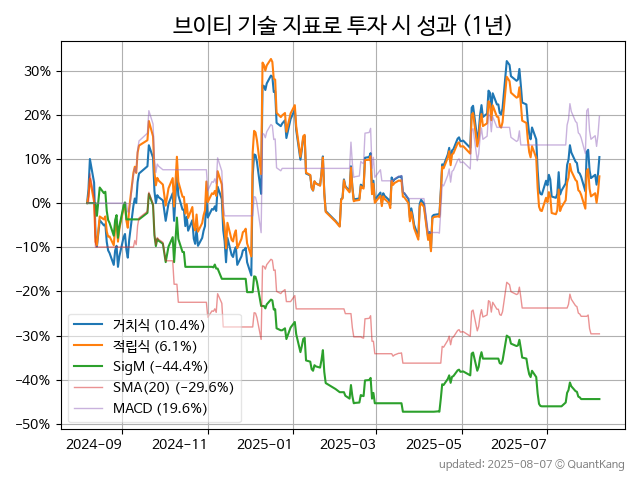 브이티 기술 지표로 투자 시 성과 (1년)
30%
20%
10%
0%
−10%
−20%
−30%
−40%
−50%
거치식 (10.4%)
적립식 (6.1%)
SigM (−44.4%)
SMA(20) (−29.6%)
MACD (19.6%)
2024-09
2024-11
2025-01
2025-03
2025-05
2025-07
updated: 2025-08-07 © QuantKang